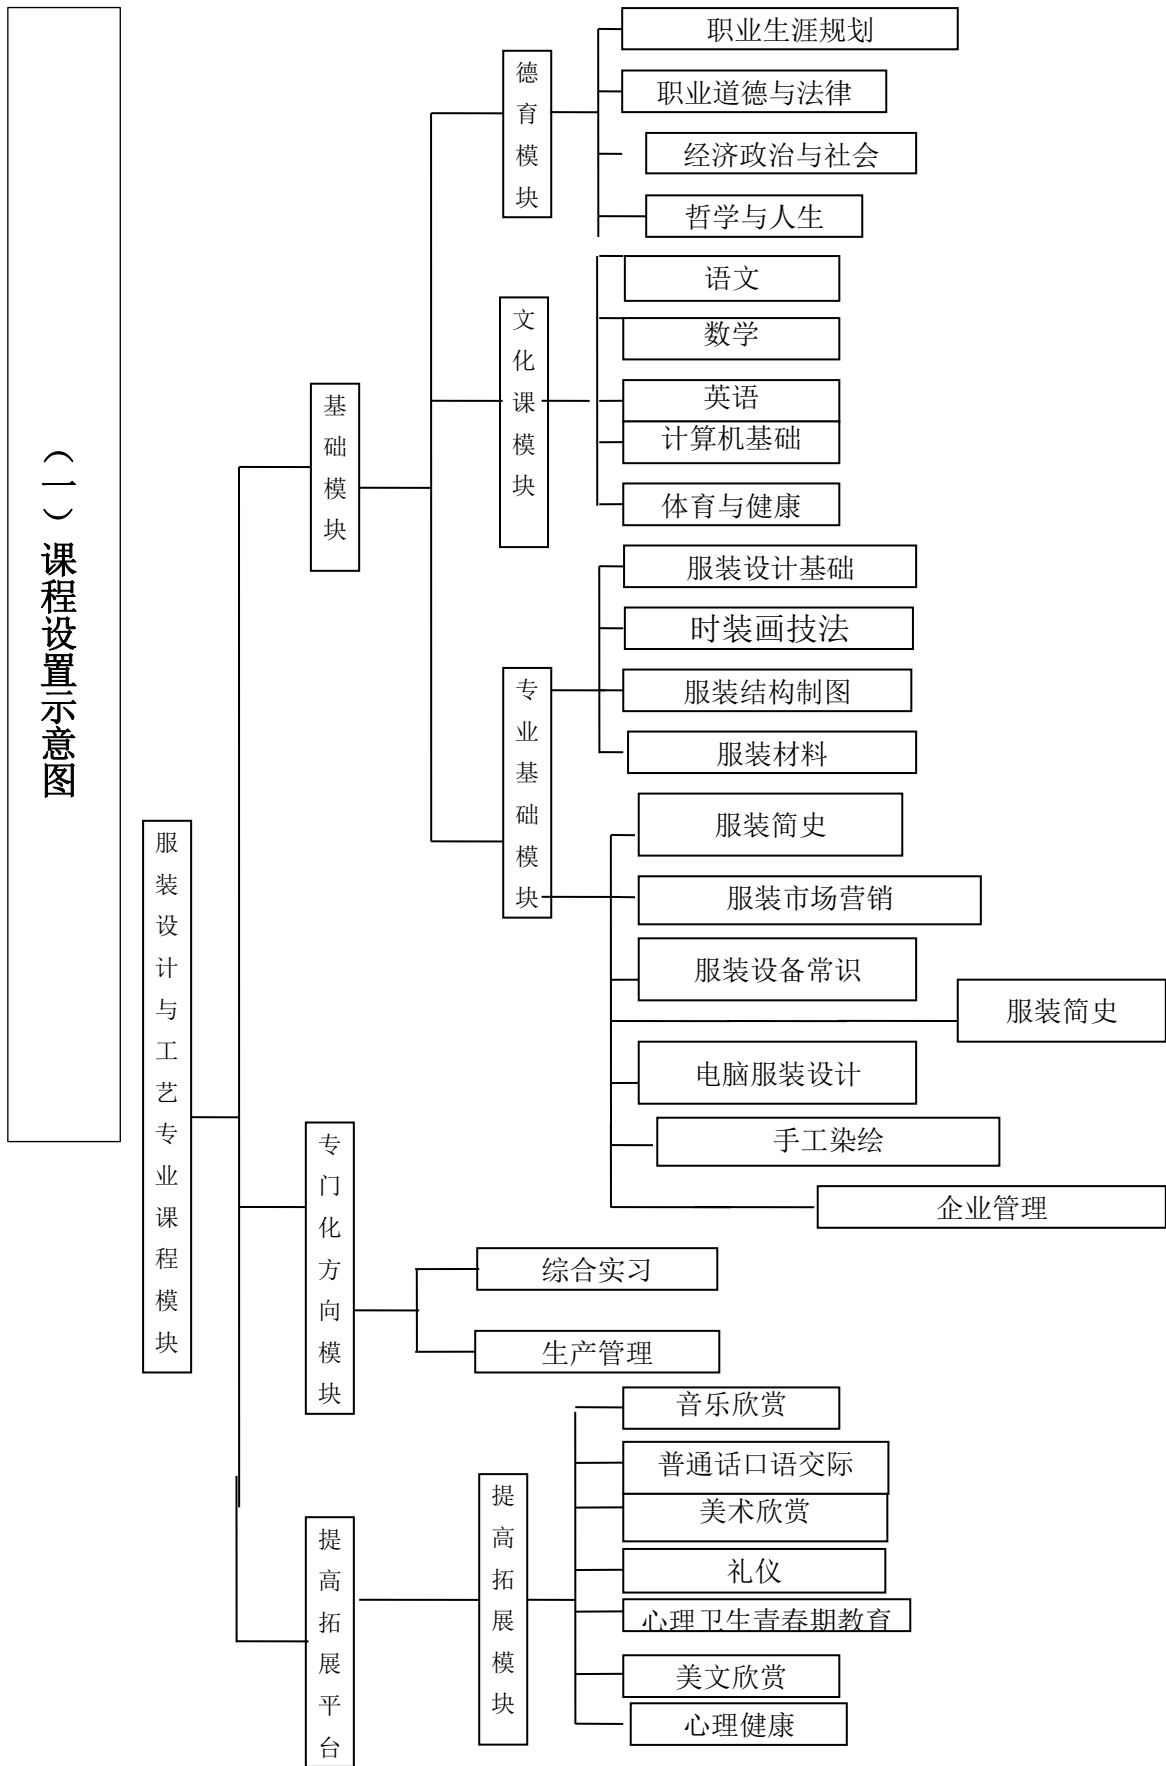 （一）课程设置示意图
服装设计与工艺专业课程模块
基础模块
德育模块
职业生涯规划
职业道德与法律
经济政治与社会
哲学与人生
文化课模块
语文
数学
英语
计算机基础
体育与健康
专业基础模块
服装设计基础
时装画技法
服装结构制图
服装材料
服装简史
服装市场营销
服装设备常识
服装简史
电脑服装设计
手工染绘
企业管理
专门化方向模块
综合实习
生产管理
提高拓展平台
提高拓展模块
音乐欣赏
普通话口语交际
美术欣赏
礼仪
心理卫生青春期教育
美文欣赏
心理健康